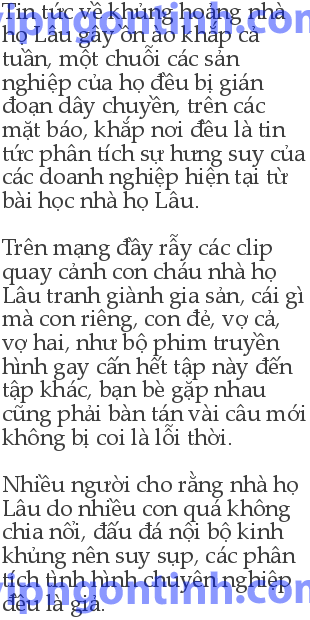 Tin tức về khủng hoảng nhà
họ Lâu gây ồn ào khắp cả
tuần, một chuỗi các sản
nghiệp của họ đều bị gián
đoạn dây chuyền, trên các
mặt báo, khắp nơi đều là tin
tức phân tích sự hưng suy của
các doanh nghiệp hiện tại từ
bài học nhà họ Lâu.
Trên mạng đầy rẫy các clip
quay cảnh con cháu nhà họ
Lâu tranh giành gia sản, cái gì
mà con riêng, con đẻ, vợ cả,
vợ hai, như bộ phim truyền
hình gay cấn hết tập này đến
tập khác, bạn bè gặp nhau
cũng phải bàn tán vài câu mới
không bị coi là lỗi thời.
Nhiều người cho rằng nhà họ
Lâu do nhiều con quá không
chia nổi, đấu đá nội bộ kinh
khủng nên suy sụp, các phân
tích tình hình chuyên nghiệp
đều là giả.
vipngontinh.com
vipngontinh.com